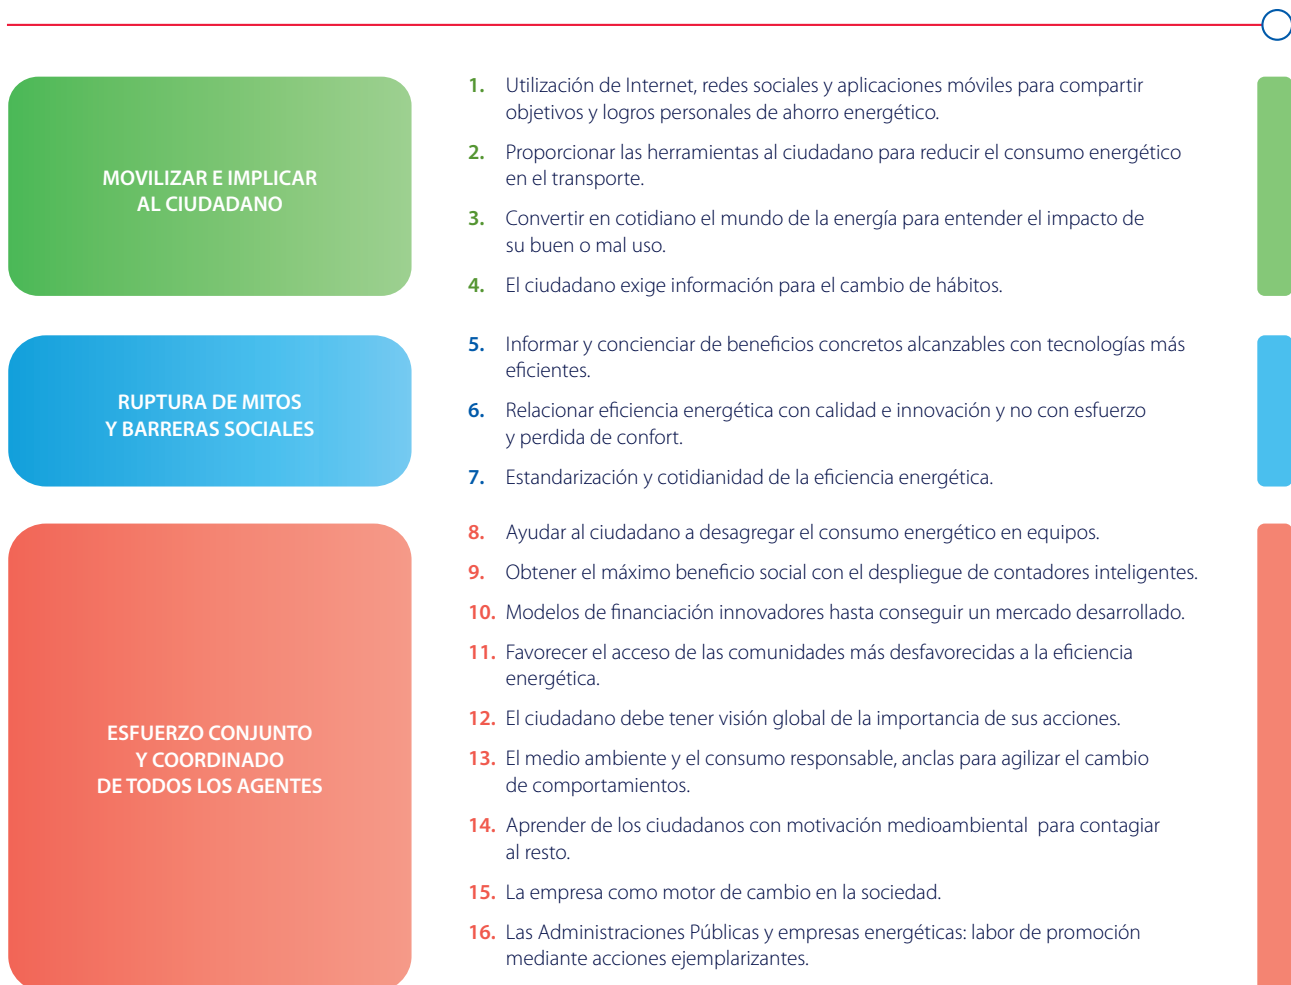 MOVILIZAR E IMPLICAR
AL CIUDADANO
1. Utilización de Internet, redes sociales y aplicaciones móviles para compartir
objetivos y logros personales de ahorro energético.
2. Proporcionar las herramientas al ciudadano para reducir el consumo energético
en el transporte.
3. Convertir en cotidiano el mundo de la energía para entender el impacto de
su buen o mal uso.
4. El ciudadano exige información para el cambio de hábitos.
RUPTURA DE MITOS
Y BARRERAS SOCIALES
5. Informar y concienciar de beneficios concretos alcanzables con tecnologías más
eficientes.
6. Relacionar eficiencia energética con calidad e innovación y no con esfuerzo
y perdida de confort.
7. Estandarización y cotidianidad de la eficiencia energética.
ESFUERZO CONJUNTO
Y COORDINADO
DE TODOS LOS AGENTES
8. Ayudar al ciudadano a desagregar el consumo energético en equipos.
9. Obtener el máximo beneficio social con el despliegue de contadores inteligentes.
10. Modelos de financiación innovadores hasta conseguir un mercado desarrollado.
11. Favorecer el acceso de las comunidades más desfavorecidas a la eficiencia
energética.
12. El ciudadano debe tener visión global de la importancia de sus acciones.
13. El medio ambiente y el consumo responsable, anclas para agilizar el cambio
de comportamientos.
14. Aprender de los ciudadanos con motivación medioambiental para contagiar
al resto.
15. La empresa como motor de cambio en la sociedad.
16. Las Administraciones Públicas y empresas energéticas: labor de promoción
mediante acciones ejemplarizantes.